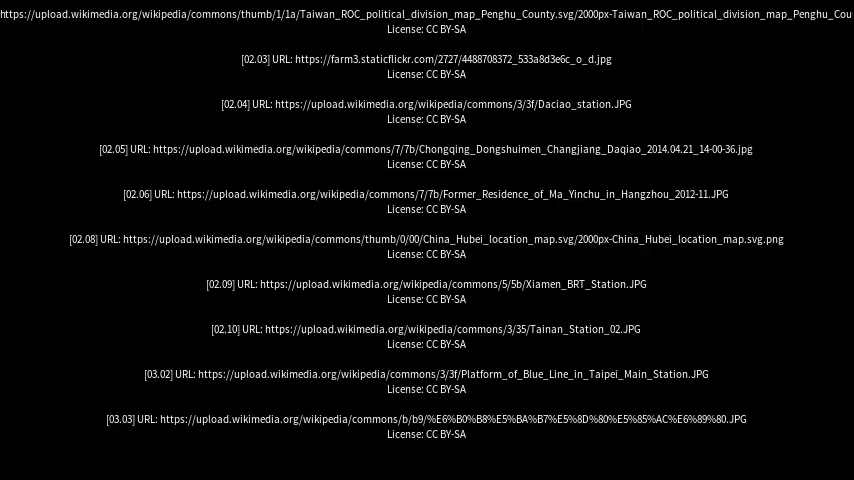 https://upload.wikimedia.org/wikipedia/commons/thumb/1/1a/Taiwan_ROC_political_division_map_Penghu_County.svg/2000px-Taiwan_ROC_political_division_map_Penghu_Cou
License: CC BY-SA
[02.03] URL: https://farm3.staticflickr.com/2727/4488708372_533a8d3e6c_o_d.jpg
License: CC BY-SA
[02.04] URL: https://upload.wikimedia.org/wikipedia/commons/3/3f/Daciao_station.JPG
License: CC BY-SA
[02.05] URL: https://upload.wikimedia.org/wikipedia/commons/7/7b/Chongqing_Dongshuimen_Changjiang_Daqiao_2014.04.21_14-00-36.jpg
License: CC BY-SA
[02.06] URL: https://upload.wikimedia.org/wikipedia/commons/7/7b/Former_Residence_of_Ma_Yinchu_in_Hangzhou_2012-11.JPG
License: CC BY-SA
[02.08] URL: https://upload.wikimedia.org/wikipedia/commons/thumb/0/00/China_Hubei_location_map.svg/2000px-China_Hubei_location_map.svg.png
License: CC BY-SA
[02.09] URL: https://upload.wikimedia.org/wikipedia/commons/5/5b/Xiamen_BRT_Station.JPG
License: CC BY-SA
[02.10] URL: https://upload.wikimedia.org/wikipedia/commons/3/35/Tainan_Station_02.JPG
License: CC BY-SA
[03.02] URL: https://upload.wikimedia.org/wikipedia/commons/3/3f/Platform_of_Blue_Line_in_Taipei_Main_Station.JPG
License: CC BY-SA
[03.03] URL: https://upload.wikimedia.org/wikipedia/commons/b/b9/%E6%B0%B8%E5%BA%B7%E5%8D%80%E5%85%AC%E6%89%80.JPG
License: CC BY-SA